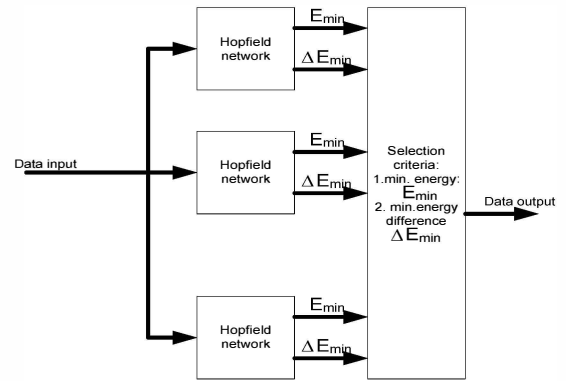 Hopfield
network
Emin
ΔEmin
Data input
Hopfield
network
Emin
ΔEmin
Selection
criteria:
1.min. energy:
Emin
2. min.energy
difference
ΔEmin
Data output
Hopfield
network
Emin
ΔEmin